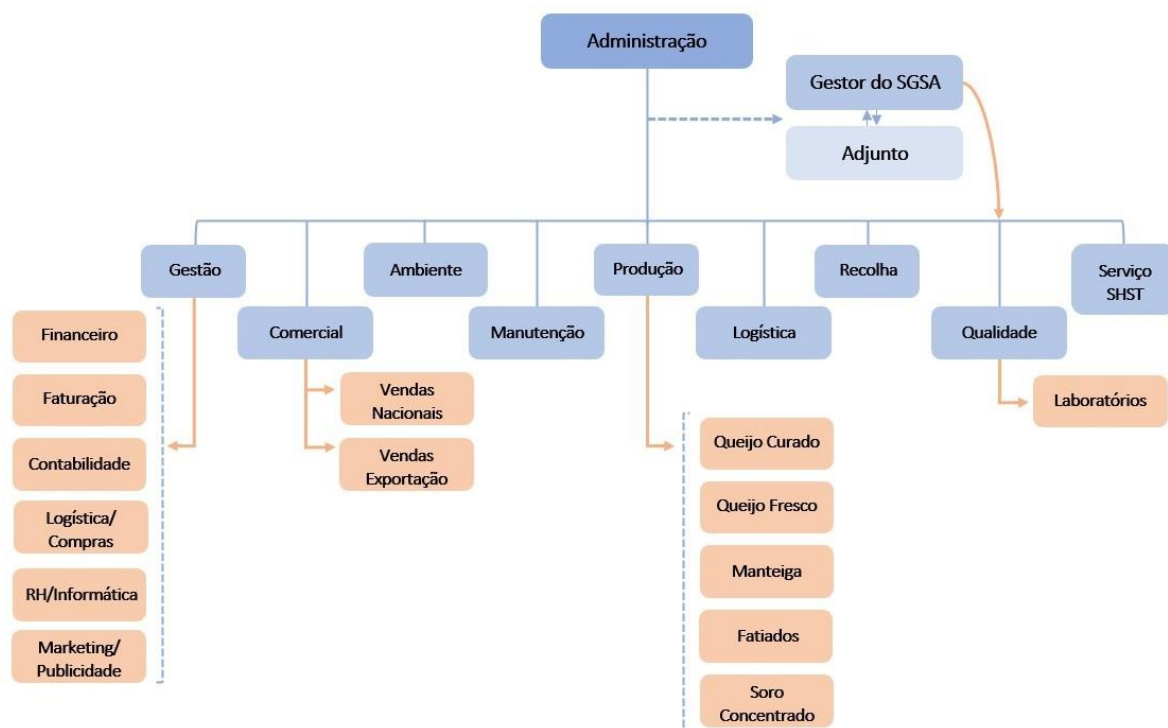 Administração
Gestor do SGSA
Adjunto
Gestão
Ambiente
Produção
Recolha
Serviço
SHST
Comercial
Manutenção
Logística
Qualidade
Financeiro
Faturação
Contabilidade
Logística/
Compras
RH/Informática
Marketing/
Publicidade
Vendas
Nacionais
Vendas
Exportação
Queijo Curado
Queijo Fresco
Manteiga
Fatiados
Soro
Concentrado
Laboratórios